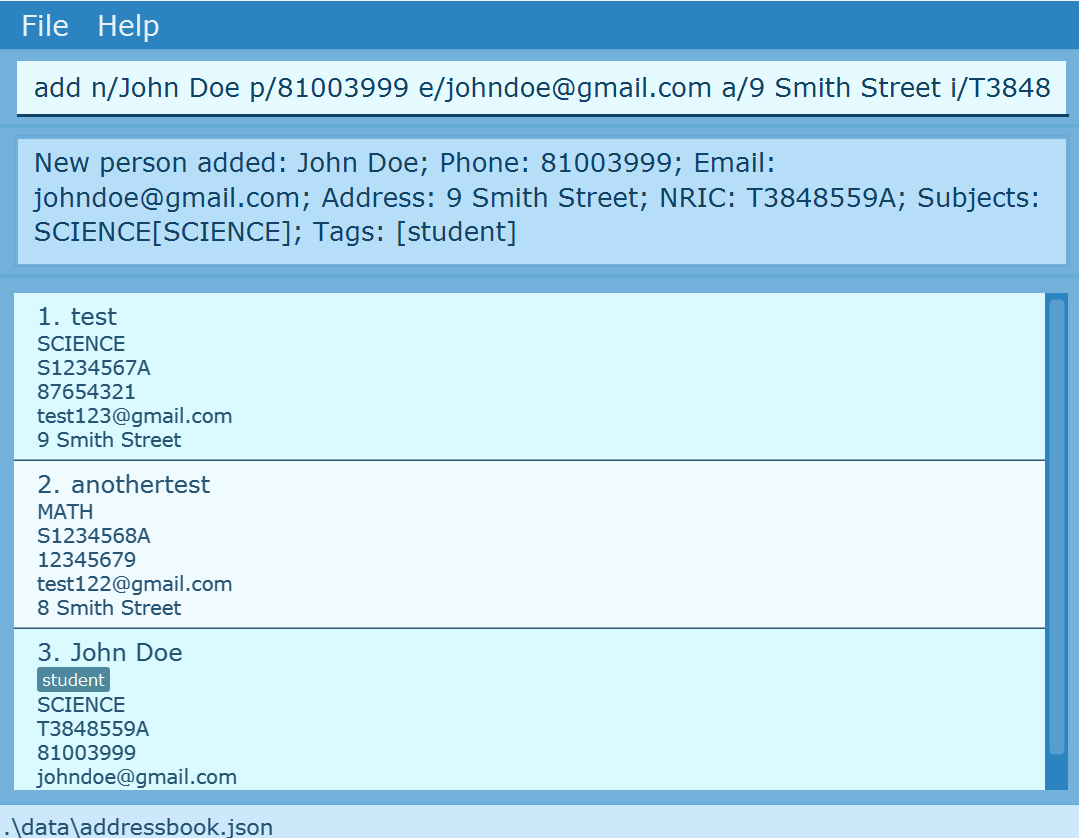 File Help
add n/John Doe p/81003999 e/johndoe@gmail.com a/9 Smith Street i/T3848
New person added: John Doe; Phone: 81003999; Email:
johndoe@gmail.com; Address: 9 Smith Street; NRIC: T3848559A; Subjects:
SCIENCE[SCIENCE]; Tags: [student]
1. test
SCIENCE
S1234567A
87654321
test123@gmail.com
9 Smith Street
2. anothertest
MATH
S1234568A
12345679
test122@gmail.com
8 Smith Street
3. John Doe
student
SCIENCE
T3848559A
81003999
johndoe@gmail.com
.\data\addressbook.json